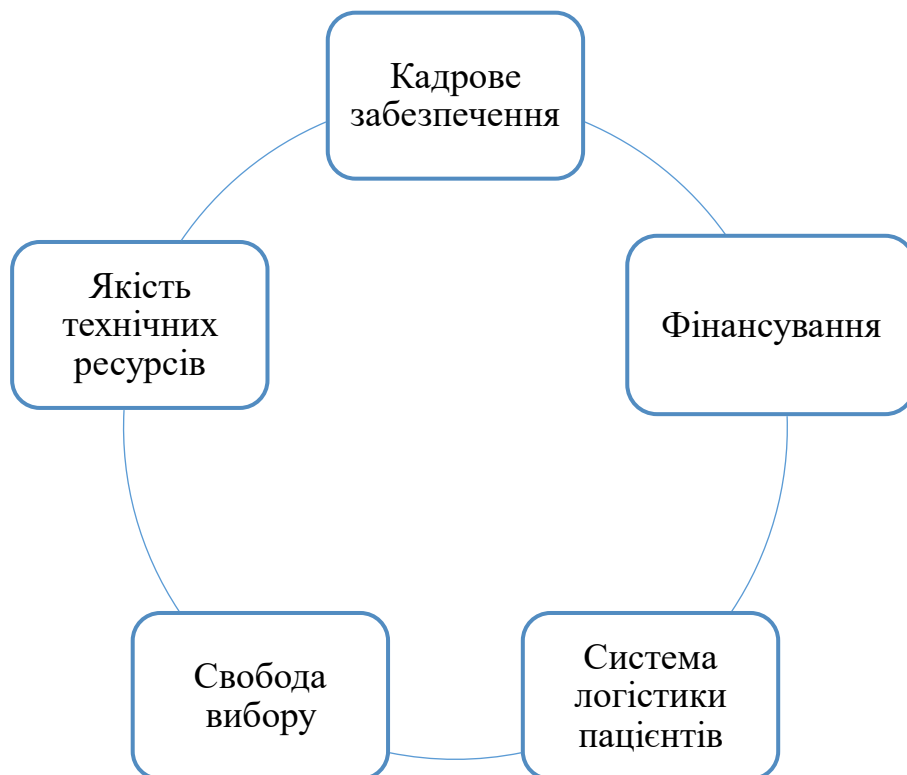 Кадрове
забезпечення
Фінансування
Система
логістики
пацієнтів
Свобода
вибору
Якість
технічних
ресурсів